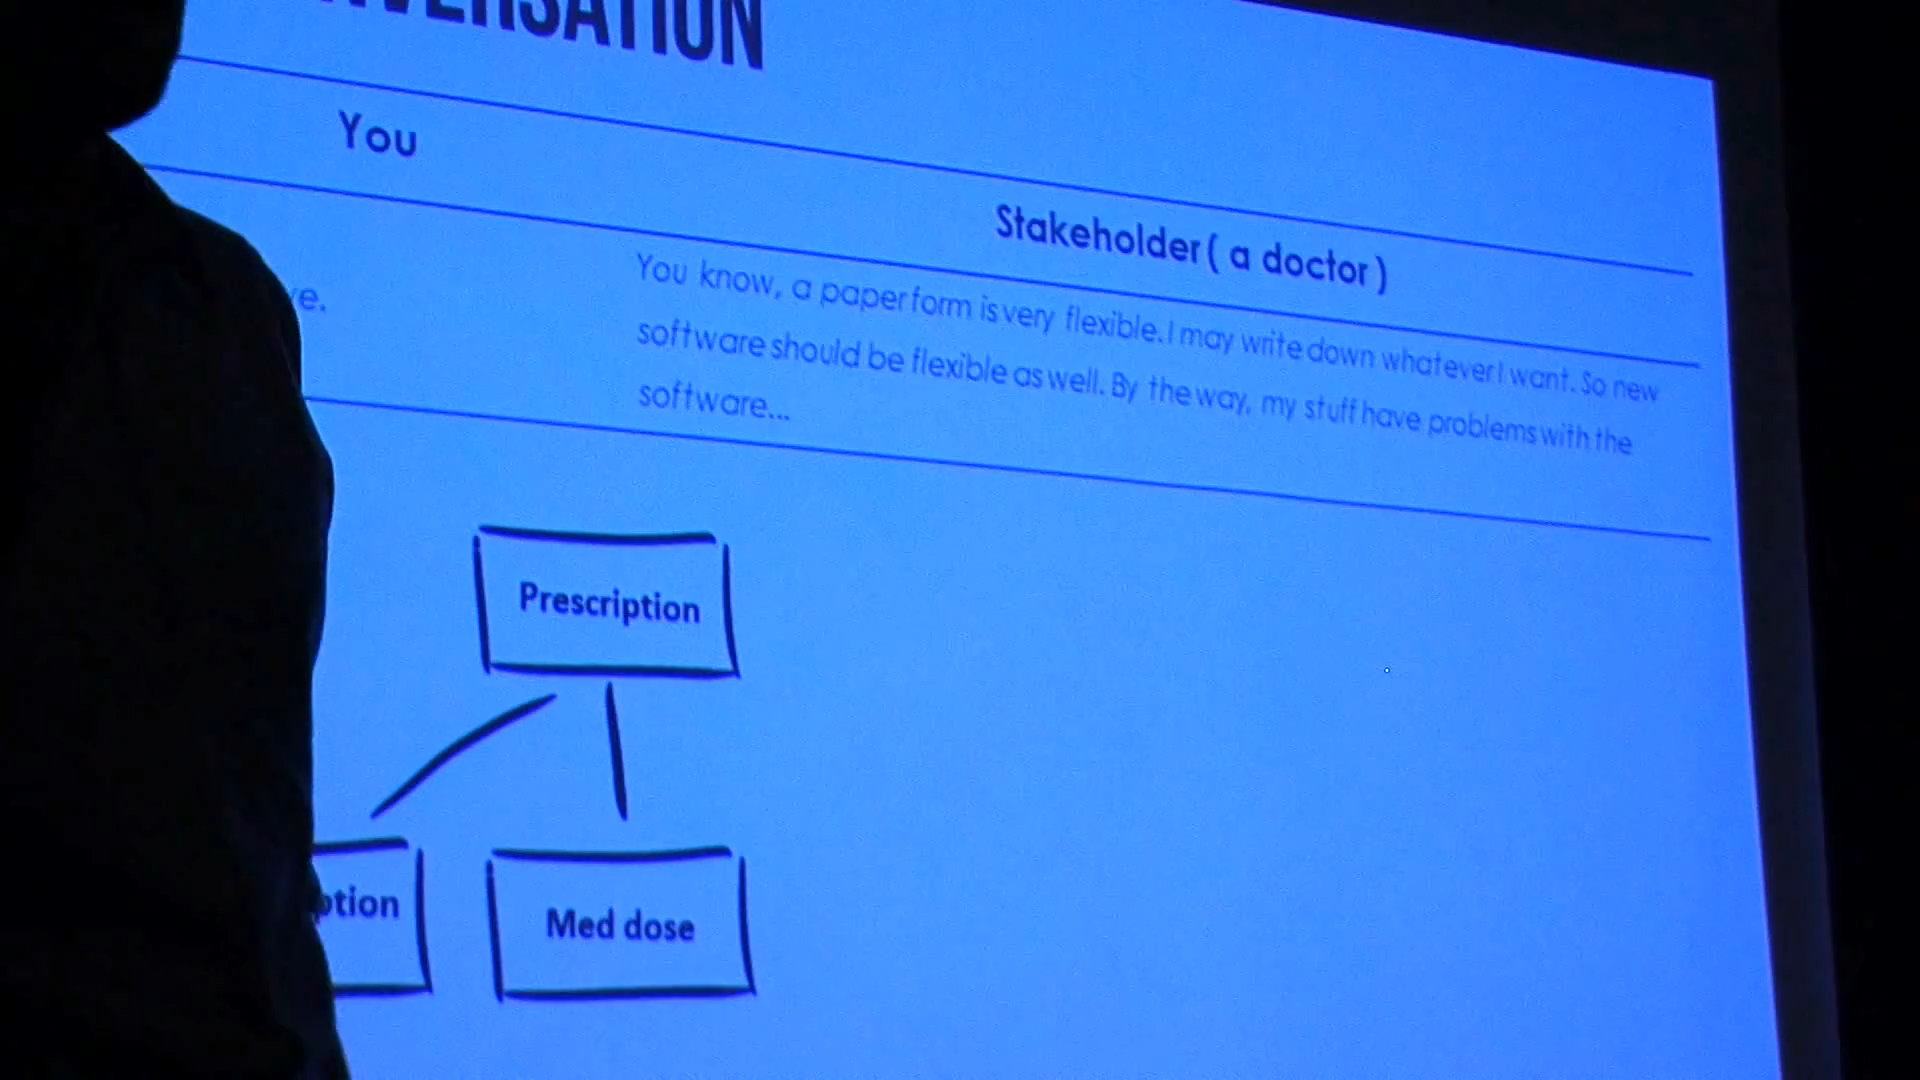 You
Stakeholder ( a doctor )
You know, a paper form is very flexible. I may write down whatever I want. So new
software should be flexible as well. By the way, my stuff have problems with the
software...
Prescription
Med dose